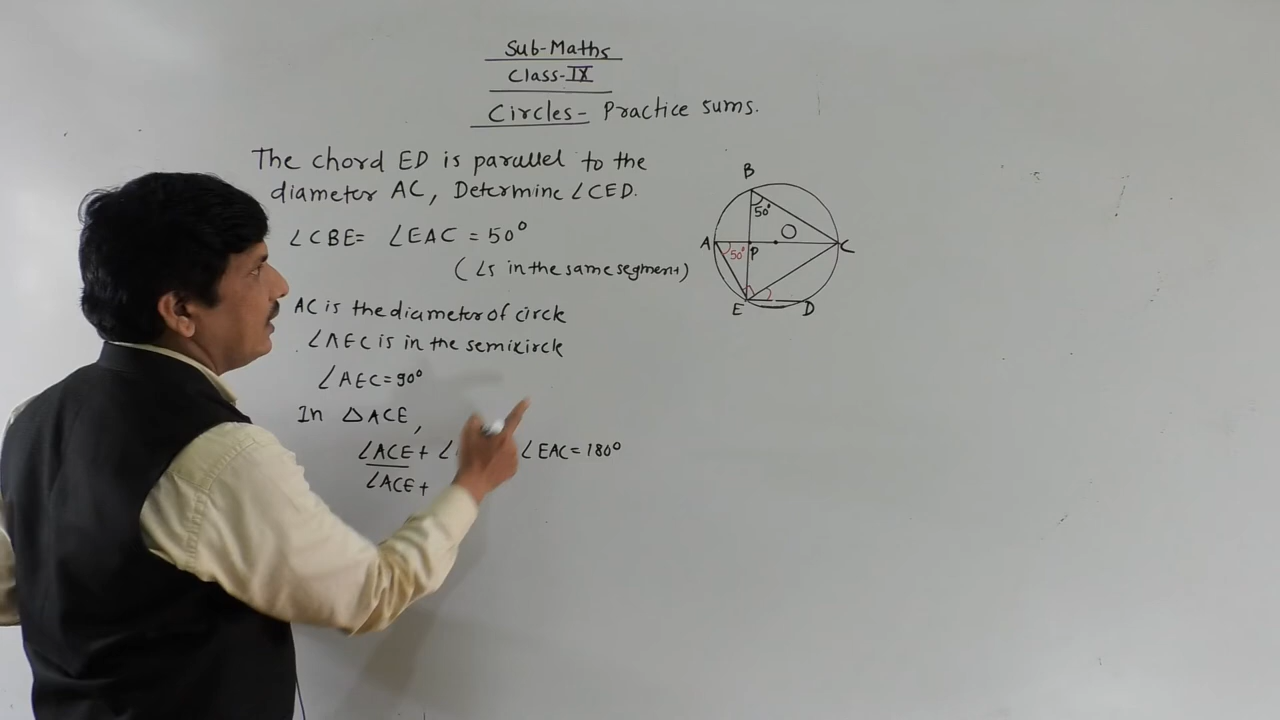 Sub-Maths
Class-IX
Circles- Practice sums.
The chord ED is parallel to the
diameter AC, Determine ∠CED.
∠CBE= ∠EAC = 50°
(∠s in the same segment)
AC is the diameter of circle
∠AEC is in the semicircle
∠AEC=90°
In △ACE,
∠ACE+ ∠ ∠EAC=180°
∠ACE+
B
50°
A
50°
P
O
C
E
D